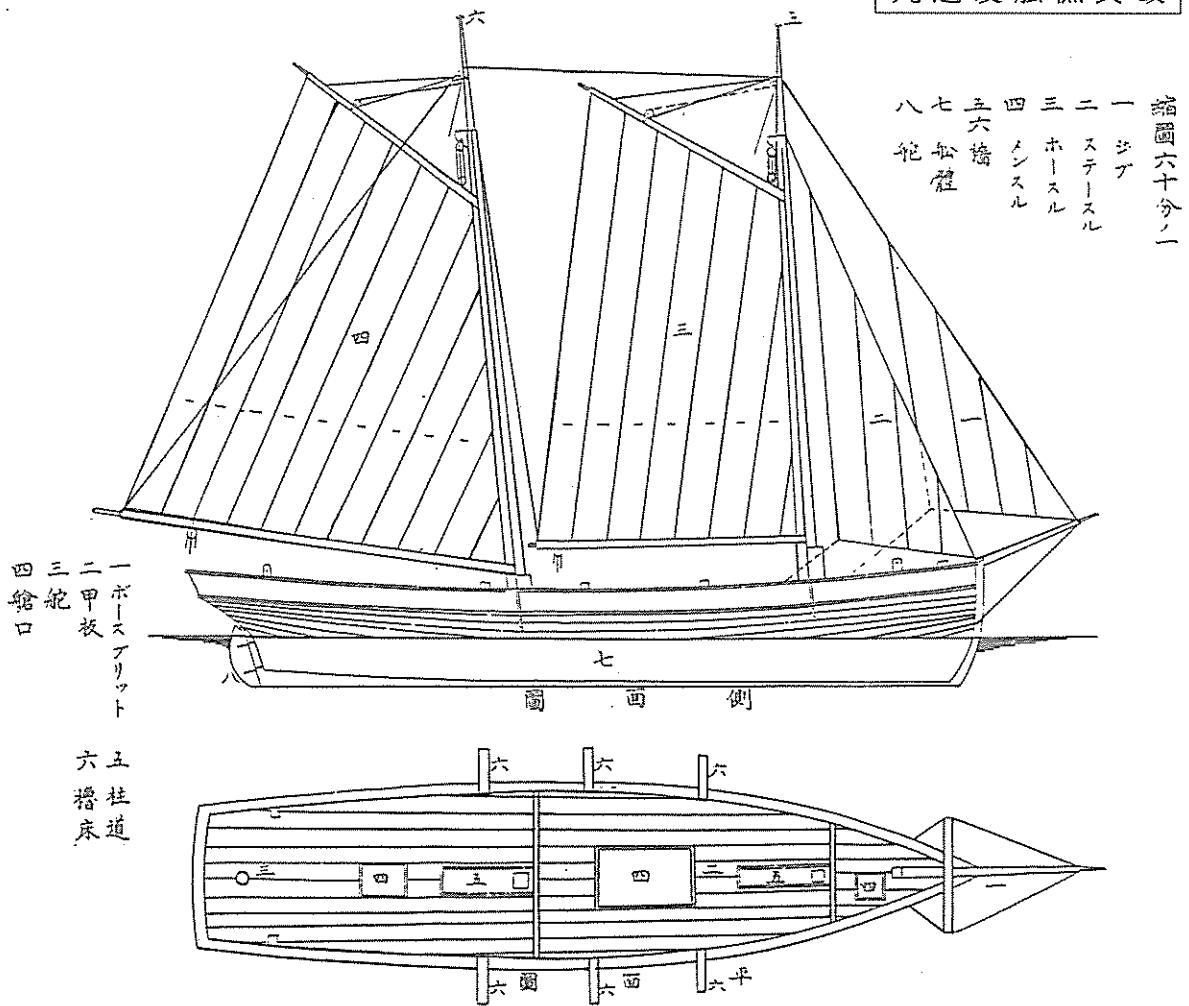 縮圖六十分ノ一
一 ジブ
二 ステースル
三 ホースル
四 メンスル
五六檣
七 船體
八 舵
六
三
四
三
二
一
七
八
側面圖
一ボースプリット
二甲板
三舵
四艙口
五柱道
六櫓床
六
六
六
三
四
五
四
二
五
四
一
六
六
六
平面圖